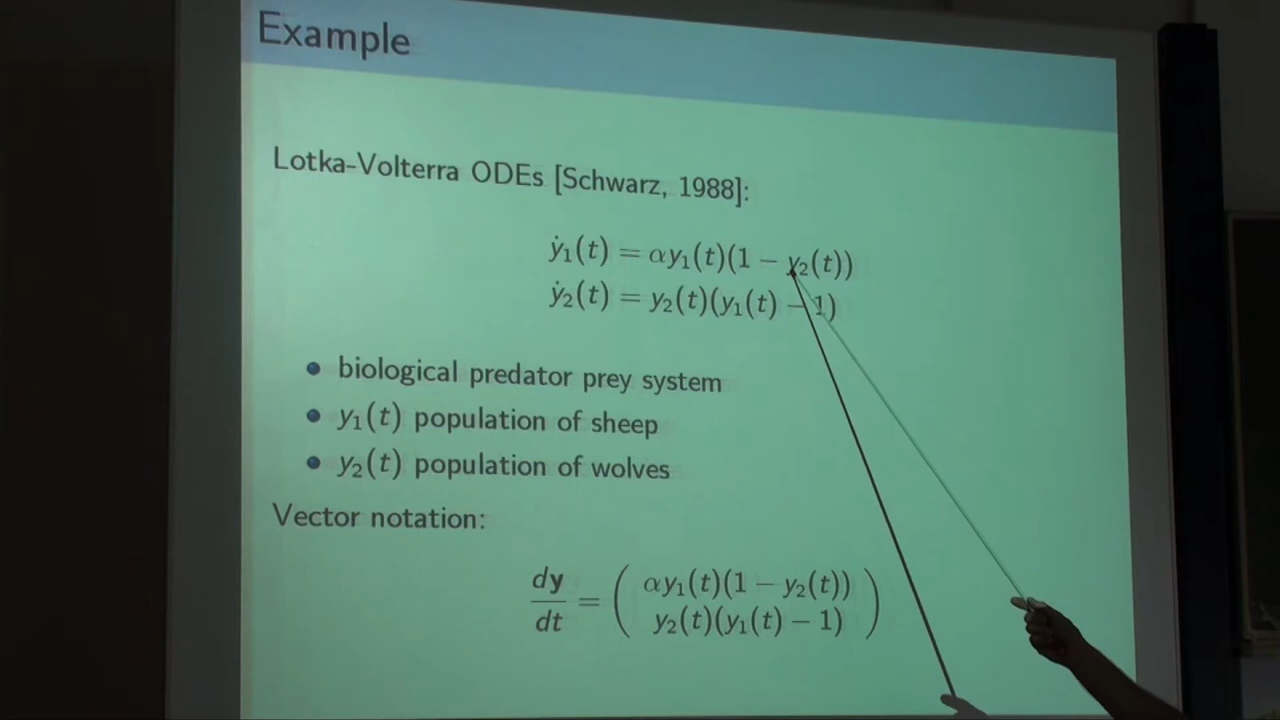 Example
Lotka-Volterra ODEs [Schwarz, 1988]:
ẏ₁(t) = αy₁(t)(1 − y₂(t))
ẏ₂(t) = y₂(t)(y₁(t) − 1)
• biological predator prey system
• y₁(t) population of sheep
• y₂(t) population of wolves
Vector notation:
dy/dt = ( αy₁(t)(1 − y₂(t))
y₂(t)(y₁(t) − 1) )